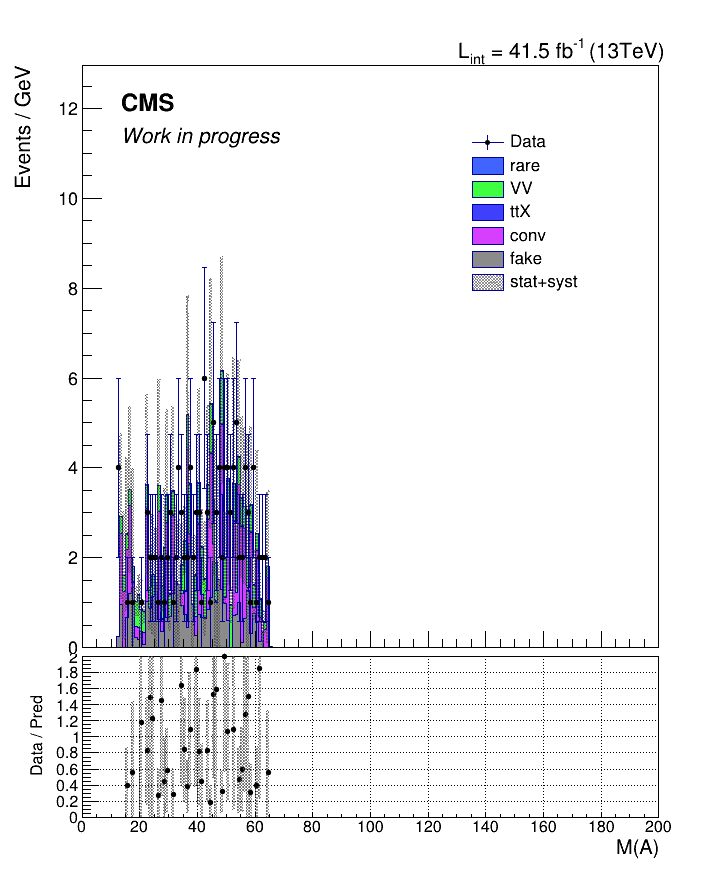 L_int = 41.5 fb⁻¹ (13TeV)
Events / GeV
12
10
8
6
4
2
0
CMS
Work in progress
Data
rare
VV
ttX
conv
fake
stat+syst
Data / Pred
2
1.8
1.6
1.4
1.2
1
0.8
0.6
0.4
0.2
0
0 20 40 60 80 100 120 140 160 180 200
M(A)